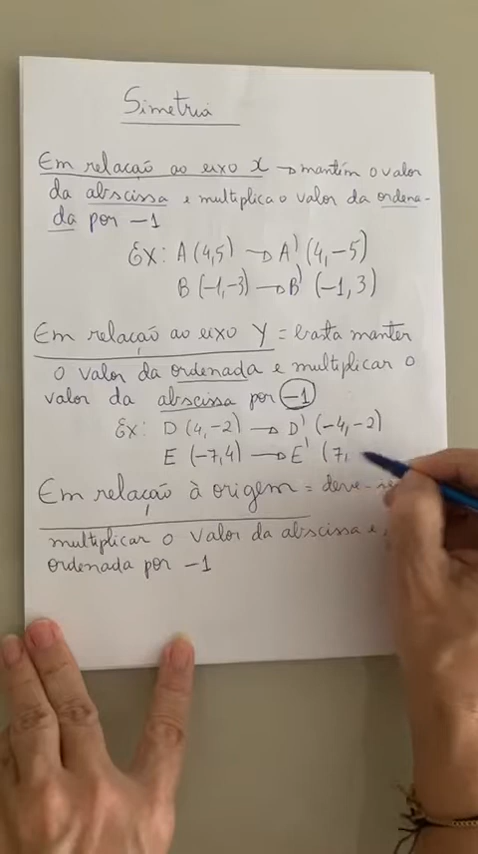 Simetria
Em relação ao eixo x → mantém o valor
da abscissa e multiplica o valor da ordena-
da por -1
Ex: A (4,5) → A' (4,-5)
B (-1,-3) → B' (-1,3)
Em relação ao eixo Y = basta manter
o valor da ordenada e multiplicar o
valor da abscissa por -1
Ex: D (4,-2) → D' (-4,-2)
E (-7,4) → E' (7,
Em relação à origem = deve-se
multiplicar o valor da abscissa e
ordenada por -1